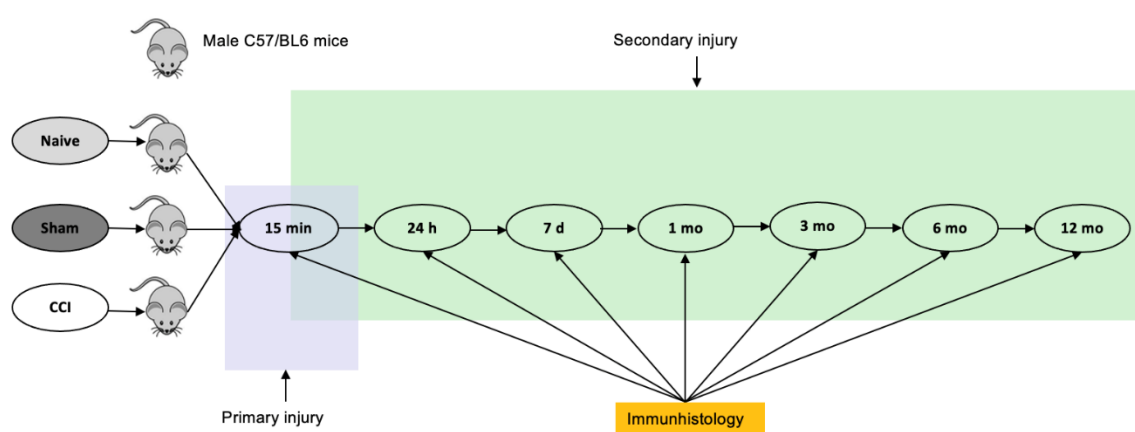 Male C57/BL6 mice
Secondary injury
Naive
Sham
CCI
15 min
24 h
7 d
1 mo
3 mo
6 mo
12 mo
Primary injury
Immunhistology